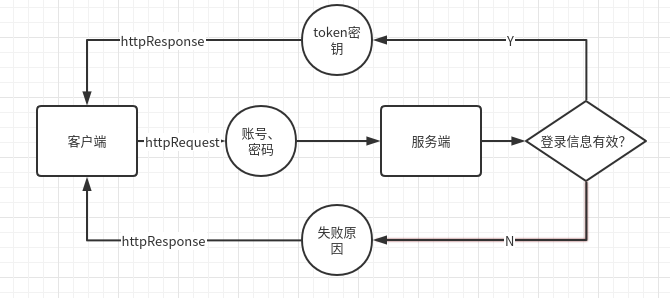 token密
钥
httpResponse
Y
客户端
httpRequest
账号、
密码
服务端
登录信息有效?
失败原
因
httpResponse
N